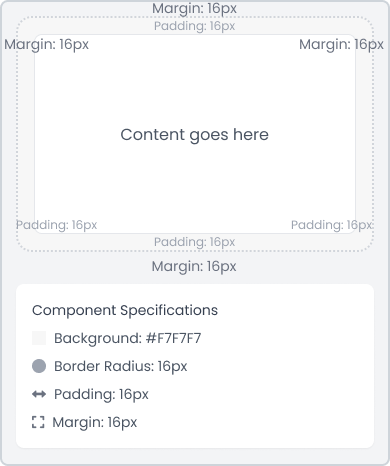 Margin: 16px
Padding: 16px
Margin: 16px
Margin: 16px
Content goes here
Padding: 16px
Padding: 16px
Padding: 16px
Margin: 16px
Component Specifications
Background: #F7F7F7
Border Radius: 16px
Padding: 16px
Margin: 16px